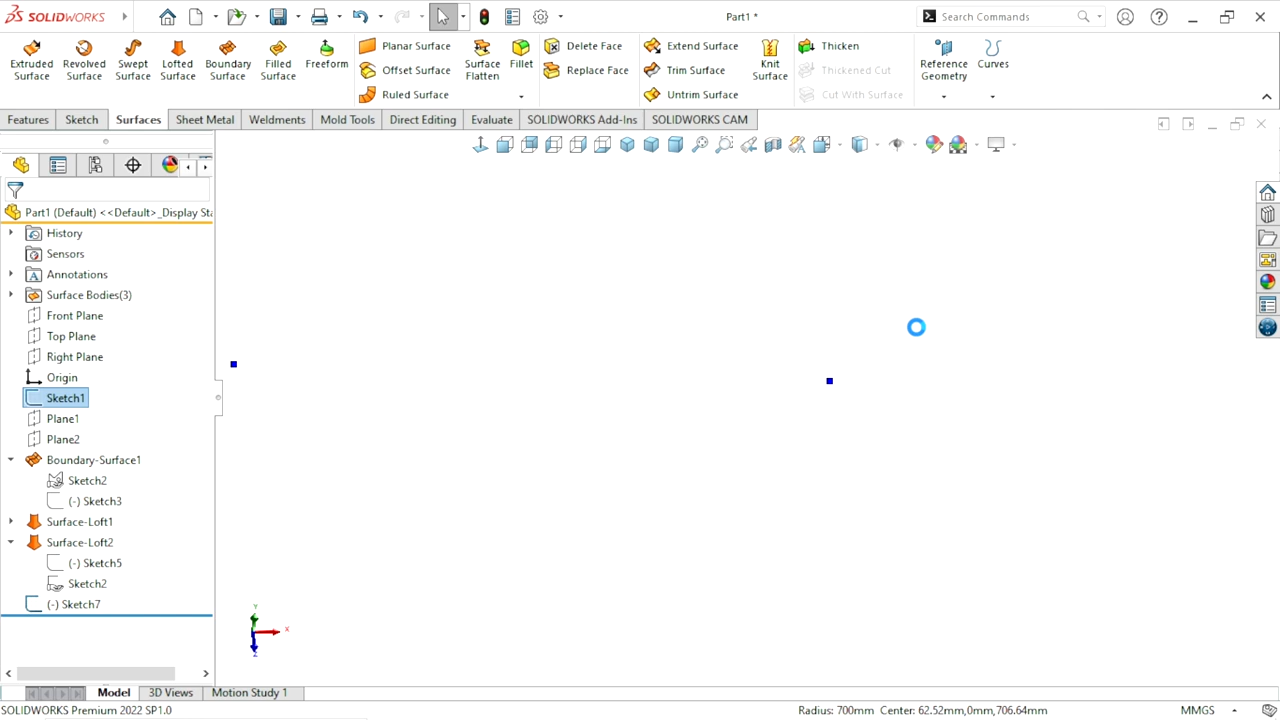 SOLIDWORKS
Part1 *
Search Commands
Extruded Surface
Revolved Surface
Swept Surface
Lofted Surface
Boundary Surface
Filled Surface
Freeform
Planar Surface
Offset Surface
Ruled Surface
Surface Flatten
Fillet
Delete Face
Replace Face
Extend Surface
Trim Surface
Untrim Surface
Knit Surface
Thicken
Thickened Cut
Cut With Surface
Reference Geometry
Curves
Features
Sketch
Surfaces
Sheet Metal
Weldments
Mold Tools
Direct Editing
Evaluate
SOLIDWORKS Add-Ins
SOLIDWORKS CAM
Part1 (Default) <<Default>_Display Sta
History
Sensors
Annotations
Surface Bodies(3)
Front Plane
Top Plane
Right Plane
Origin
Sketch1
Plane1
Plane2
Boundary-Surface1
Sketch2
(-) Sketch3
Surface-Loft1
Surface-Loft2
(-) Sketch5
Sketch2
(-) Sketch7
Y
X
Z
Model
3D Views
Motion Study 1
SOLIDWORKS Premium 2022 SP1.0
Radius: 700mm Center: 62.52mm,0mm,706.64mm
MMGS